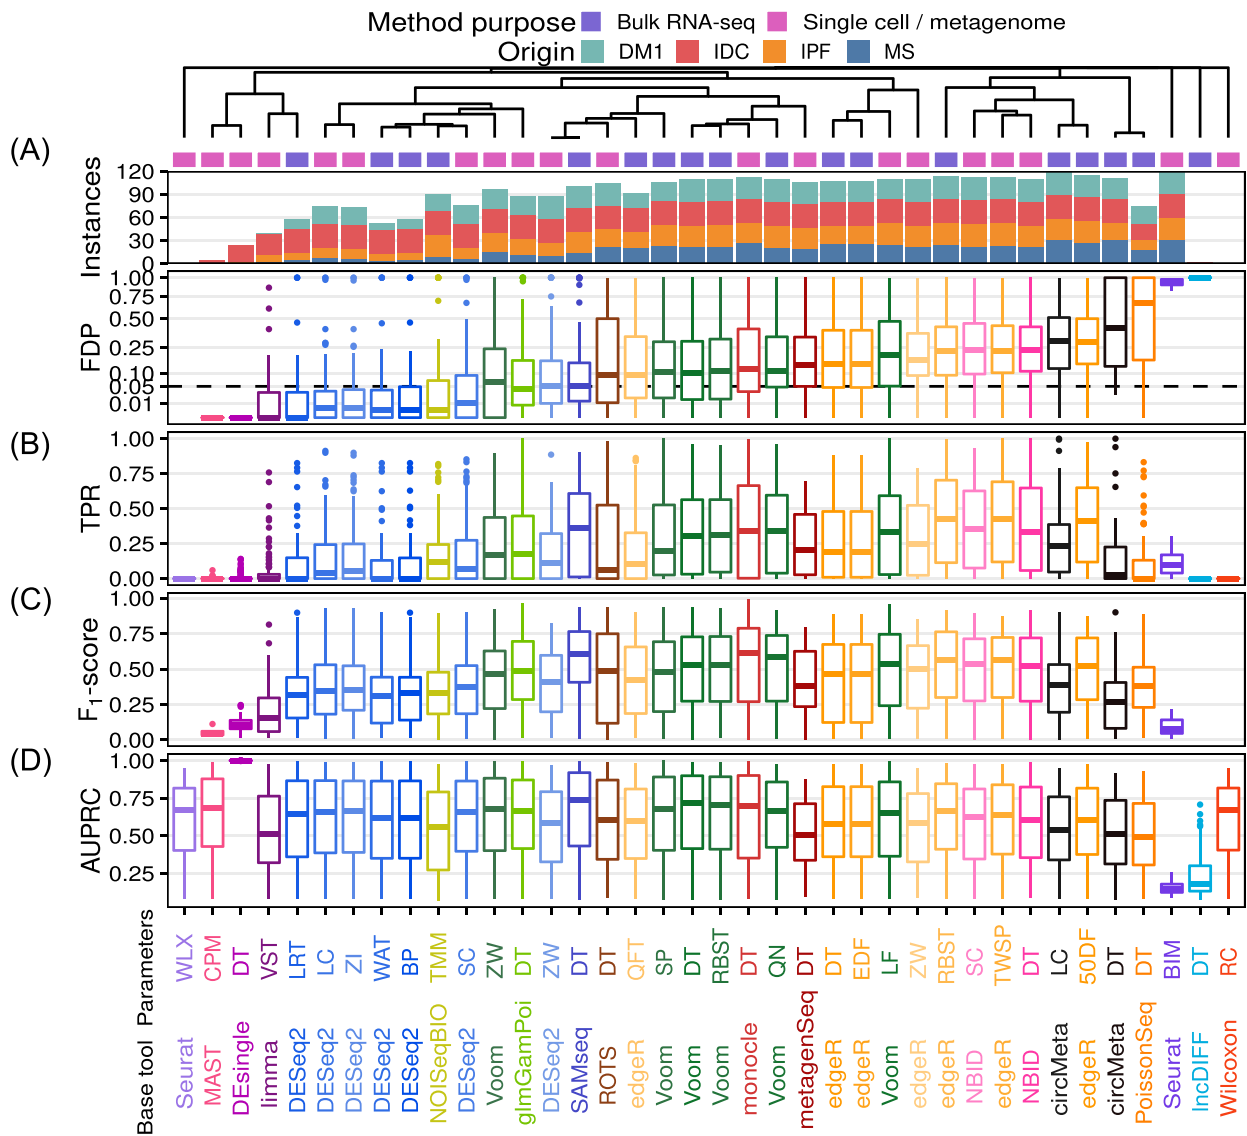 Method purpose Bulk RNA-seq Single cell / metagenome
Origin DM1 IDC IPF MS
(A)
Instances
120
90
60
30
0
FDP
1.00
0.75
0.50
0.25
0.10
0.05
0.01
(B)
TPR
1.00
0.75
0.50
0.25
0.00
(C)
F1-score
1.00
0.75
0.50
0.25
0.00
(D)
AUPRC
1.00
0.75
0.50
0.25
Parameters
WLX CPM DT VST LRT LC ZI WAT BP TMM SC ZW DT ZW DT DT QFT SP DT RBST DT QN DT DT EDF LF ZW RBST SC TWSP DT LC 50DF DT DT BIM DT RC
Base tool
Seurat MAST DEsingle limma DESeq2 DESeq2 DESeq2 DESeq2 DESeq2 NOISeqBIO DESeq2 Voom glmGamPoi DESeq2 SAMseq ROTS edgeR Voom Voom Voom monocle Voom metagenSeq edgeR edgeR Voom edgeR edgeR NBID edgeR NBID circMeta edgeR circMeta PoissonSeq Seurat lncDIFF Wilcoxon